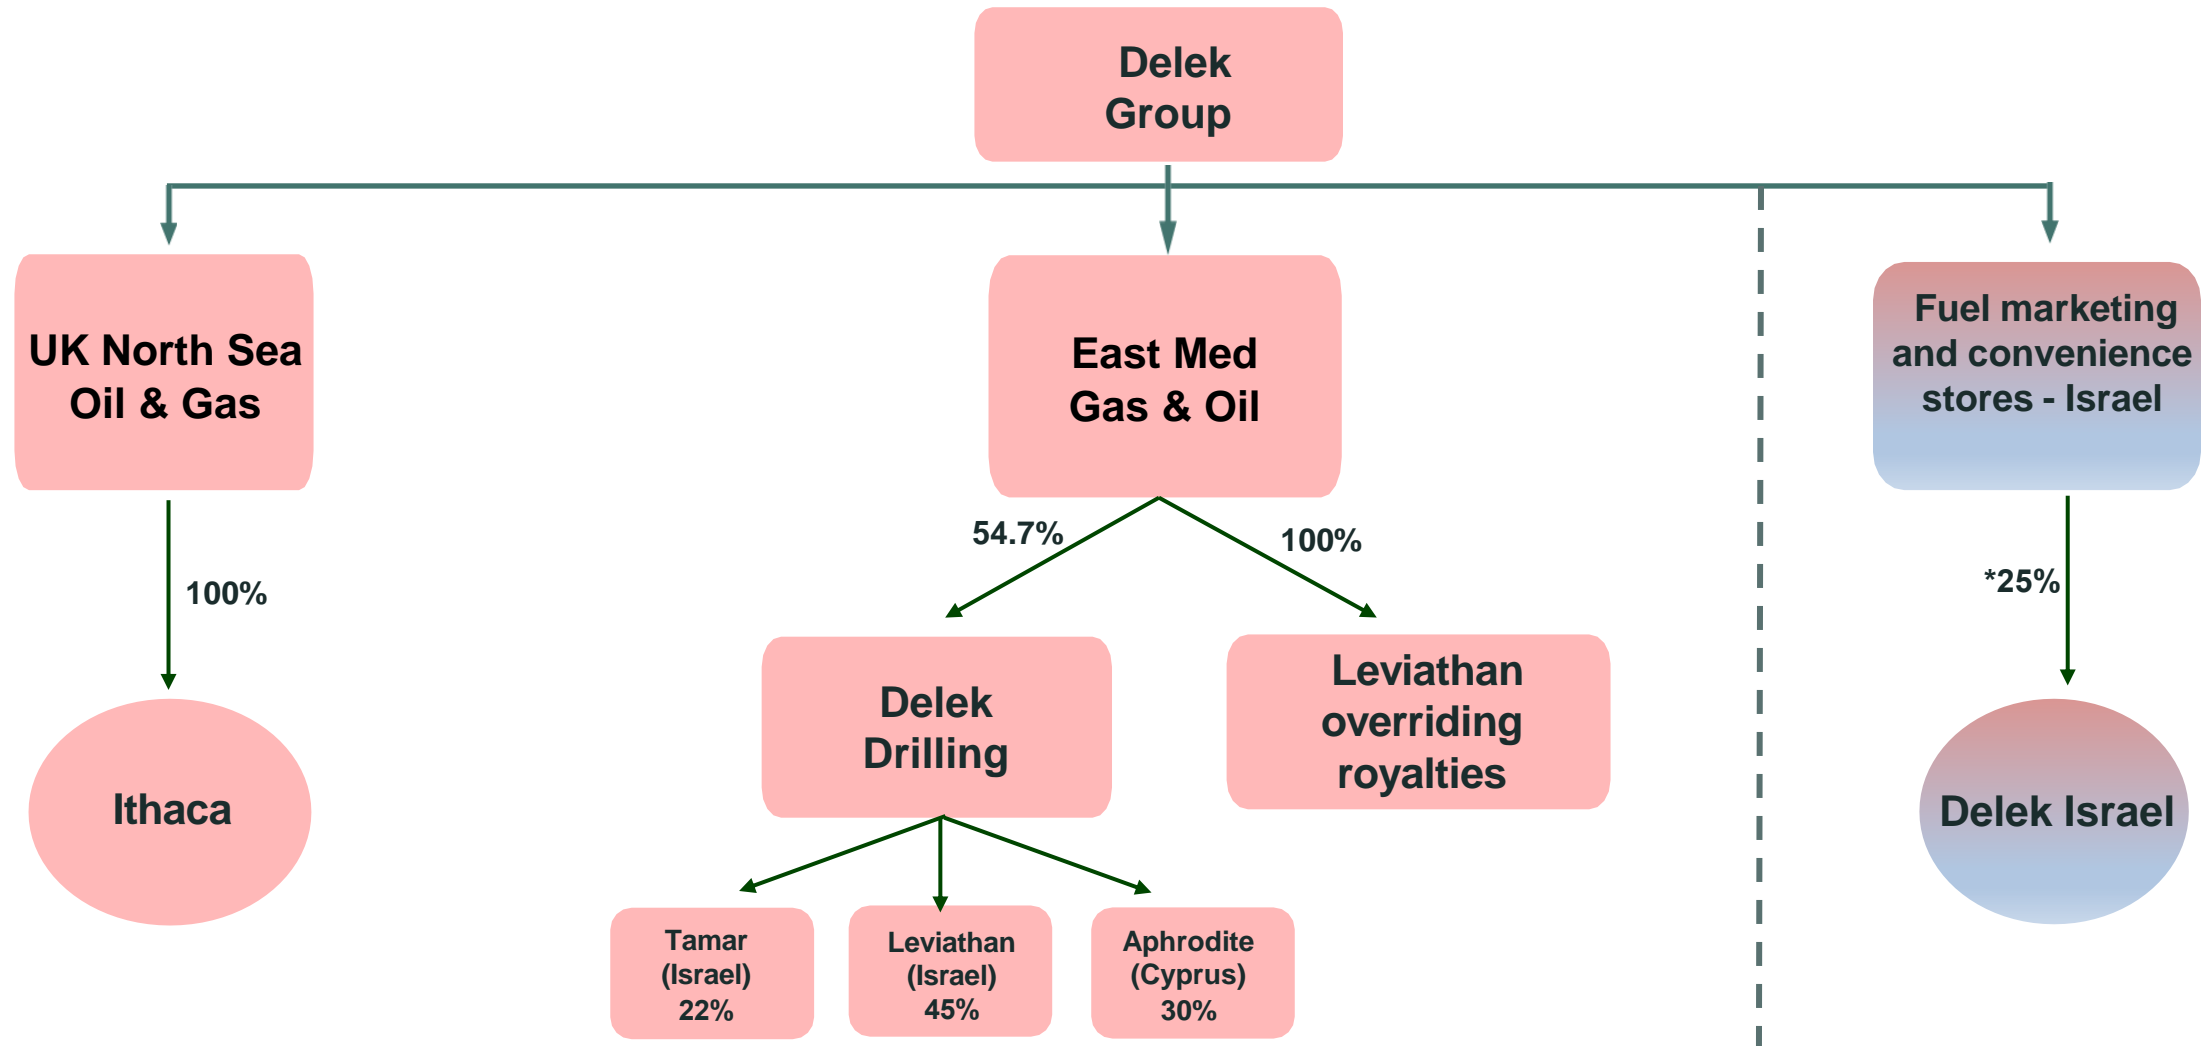 Delek
Group
UK North Sea
Oil & Gas
East Med
Gas & Oil
Fuel marketing
and convenience
stores - Israel
54.7%
100%
100%
*25%
Delek
Drilling
Leviathan
overriding
royalties
Ithaca
Delek Israel
Tamar
(Israel)
22%
Leviathan
(Israel)
45%
Aphrodite
(Cyprus)
30%